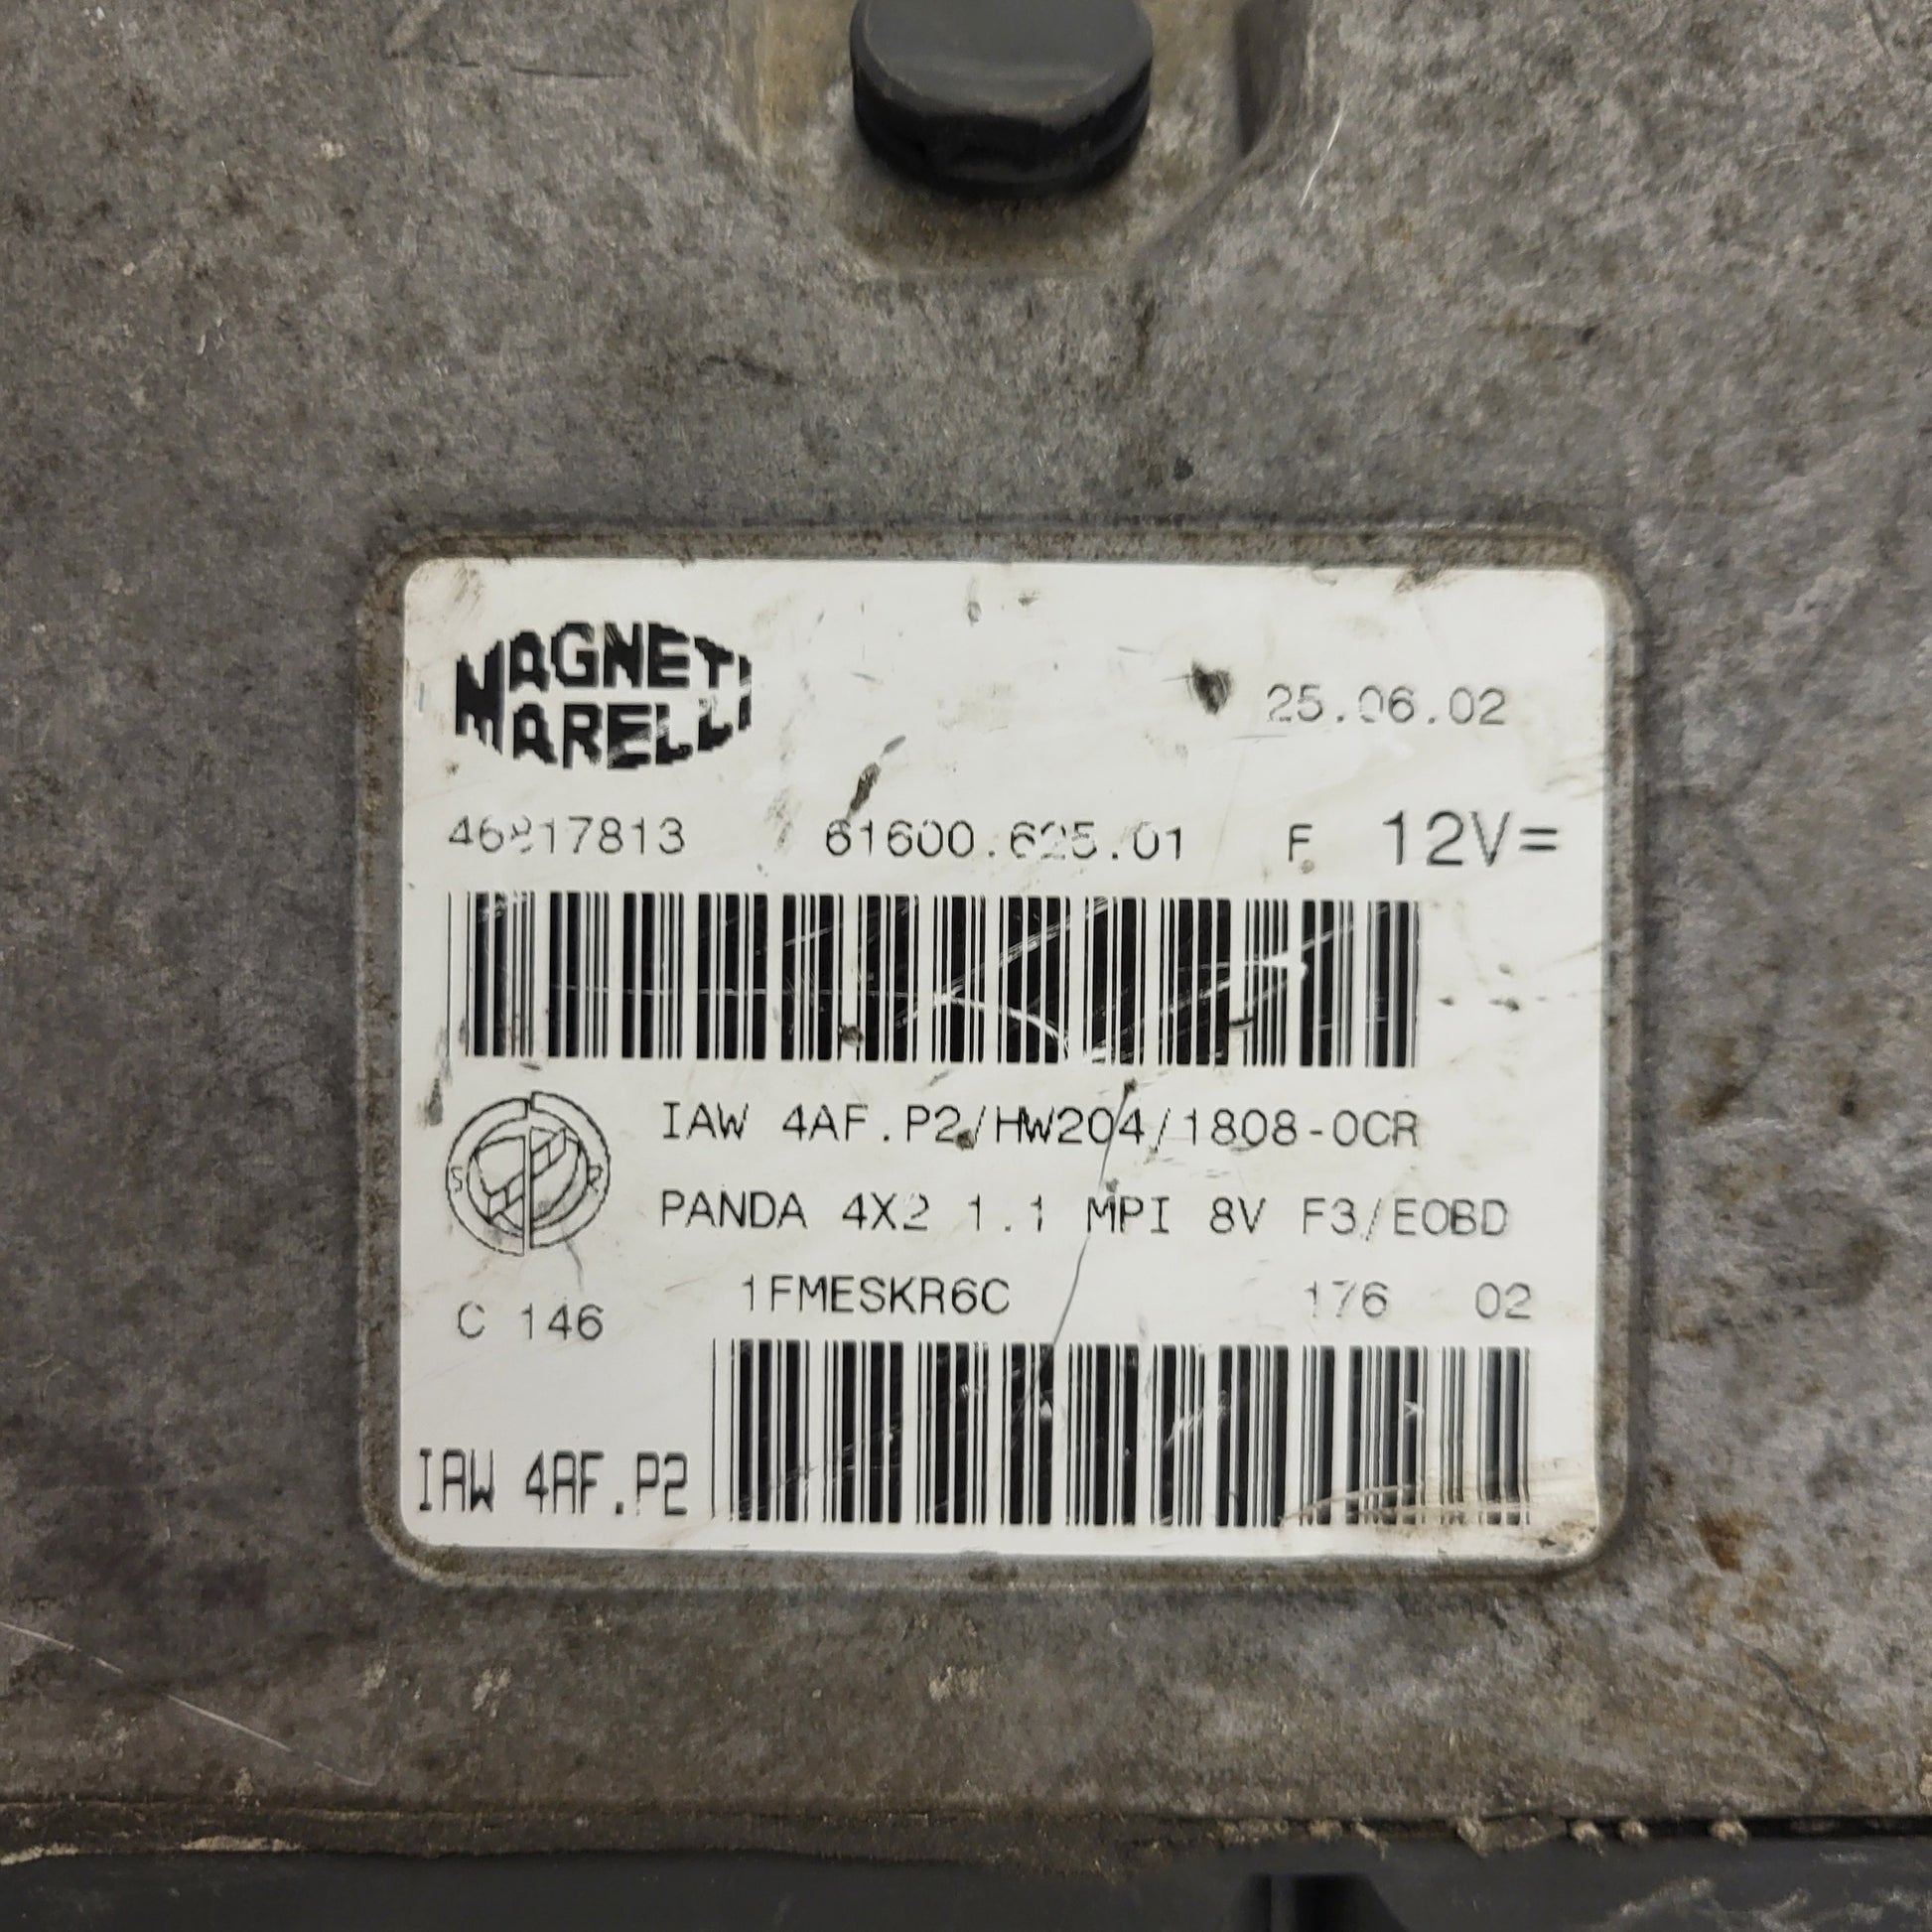 MAGNETI
MARELLI
25.06.02
46817813 61600.625.01 F 12V=
IAW 4AF.P2/HW204/1808-0CR
S R
PANDA 4X2 1.1 MPI 8V F3/EOBD
1FMESKR6C 176 02
C 146
IAW 4AF.P2